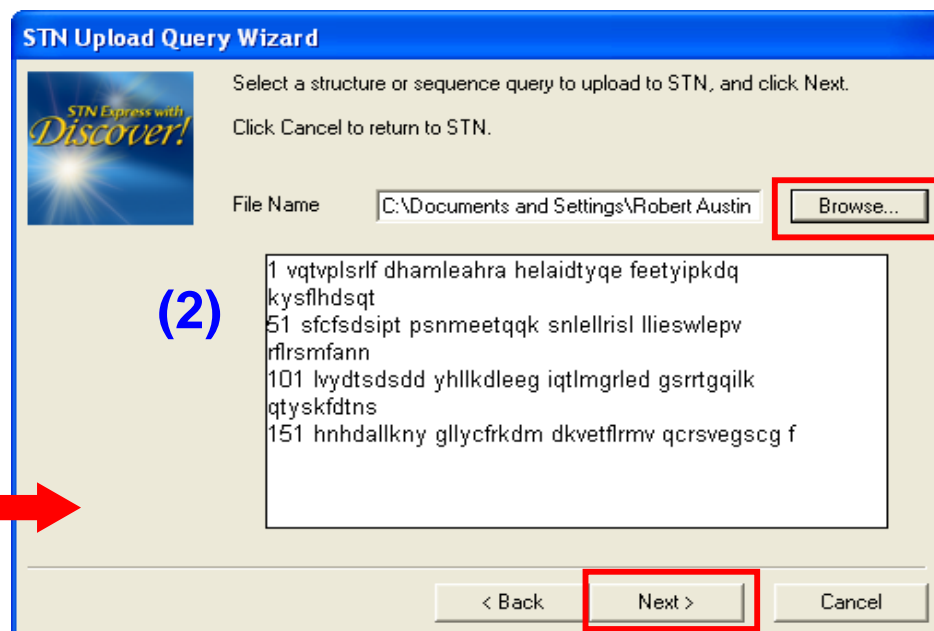 STN Upload Query Wizard
STN Express with
Discover!
Select a structure or sequence query to upload to STN, and click Next.
Click Cancel to return to STN.
File Name
C:\Documents and Settings\Robert Austin
Browse...
(2)
1 vqtvplsrlf dhamleahra helaidtyqe feetyipkdq
kysflhdsqt
51 sfcfsdsipt psnmeetqqk snlellrisl llieswlepv
rflrsmfann
101 lvydtsdsdd yhllkdleeg iqtlmgrled gsrrtgqilk
qtyskfdtns
151 hnhdallkny gllycfrkdm dkvetflrmv qcrsvegscg f
< Back
Next >
Cancel